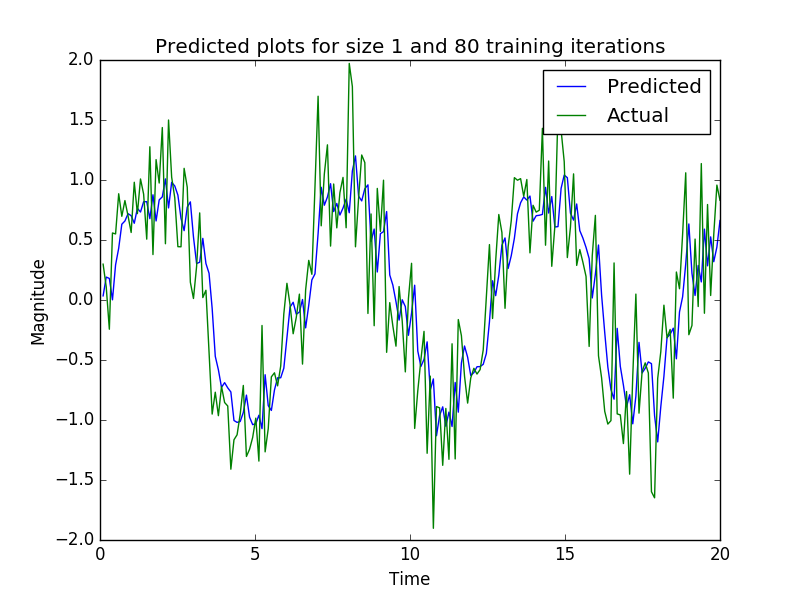 Predicted plots for size 1 and 80 training iterations
Predicted
Actual
2.0
1.5
1.0
0.5
0.0
−0.5
−1.0
−1.5
−2.0
Magnitude
0 5 10 15 20
Time